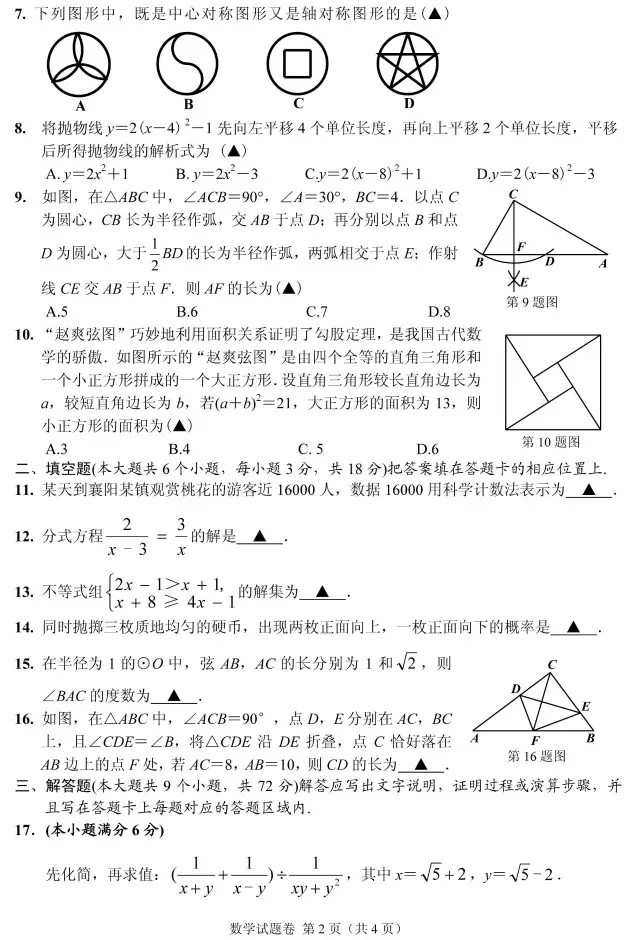 7. 下列图形中，既是中心对称图形又是轴对称图形的是(▲)
A B C D
8. 将抛物线 y＝2(x－4)²－1 先向左平移 4 个单位长度，再向上平移 2 个单位长度，平移
后所得抛物线的解析式为（▲）
A. y＝2x²＋1 B. y＝2x²－3 C.y＝2(x－8)²＋1 D.y＝2(x－8)²－3
9. 如图，在△ABC 中，∠ACB＝90°，∠A＝30°，BC＝4．以点 C
为圆心，CB 长为半径作弧，交 AB 于点 D；再分别以点 B 和点
D 为圆心，大于 1/2 BD 的长为半径作弧，两弧相交于点 E；作射
线 CE 交 AB 于点 F．则 AF 的长为(▲)
A.5 B.6 C.7 D.8
C
F
B D A
E
第 9 题图
10. “赵爽弦图”巧妙地利用面积关系证明了勾股定理，是我国古代数
学的骄傲．如图所示的“赵爽弦图”是由四个全等的直角三角形和
一个小正方形拼成的一个大正方形．设直角三角形较长直角边长为
a，较短直角边长为 b，若(a＋b)²＝21，大正方形的面积为 13，则
小正方形的面积为(▲)
A.3 B.4 C. 5 D.6
第 10 题图
二、填空题(本大题共 6 个小题，每小题 3 分，共 18 分)把答案填在答题卡的相应位置上．
11. 某天到襄阳某镇观赏桃花的游客近 16000 人，数据 16000 用科学计数法表示为 ▲ ．
12. 分式方程 2/(x－3) ＝ 3/x 的解是 ▲ ．
13. 不等式组 {2x－1＞x＋1,
x＋8≥4x－1 的解集为 ▲ ．
14. 同时抛掷三枚质地均匀的硬币，出现两枚正面向上，一枚正面向下的概率是 ▲ ．
15. 在半径为 1 的⊙O 中，弦 AB，AC 的长分别为 1 和 √2 ，则
∠BAC 的度数为 ▲ ．
16. 如图，在△ABC 中，∠ACB＝90°，点 D，E 分别在 AC，BC
上，且∠CDE＝∠B，将△CDE 沿 DE 折叠，点 C 恰好落在
AB 边上的点 F 处，若 AC＝8，AB＝10，则 CD 的长为 ▲ ．
C
D
E
A F B
第 16 题图
三、解答题(本大题共 9 个小题，共 72 分)解答应写出文字说明，证明过程或演算步骤，并
且写在答题卡上每题对应的答题区域内．
17．(本小题满分 6 分)
先化简，再求值：(1/(x＋y)＋1/(x－y))÷1/(xy＋y²)，其中 x＝√5＋2，y＝√5－2．
数学试题卷 第 2 页（共 4 页）